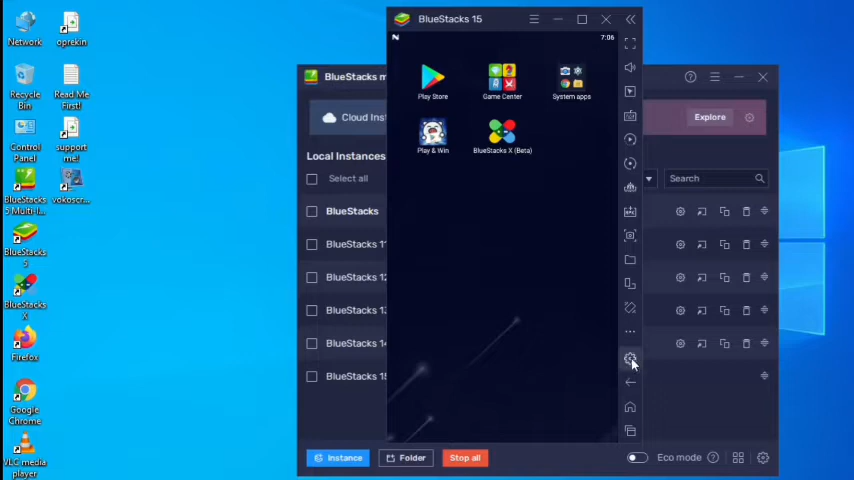 Network
oprekin
Recycle
Bin
Read Me
First!
Control
Panel
support
me!
BlueStacks
5 Multi-I...
vokoscr...
BlueStacks
5
BlueStacks
X
Firefox
Google
Chrome
VLC media
player
BlueStacks 15
7:06
Play Store
Game Center
System apps
Play & Win
BlueStacks X (Beta)
BlueStacks m
Cloud Inst
Explore
Local Instances
Select all
Search
BlueStacks
BlueStacks 11
BlueStacks 12
BlueStacks 13
BlueStacks 14
BlueStacks 15
Instance
Folder
Stop all
Eco mode